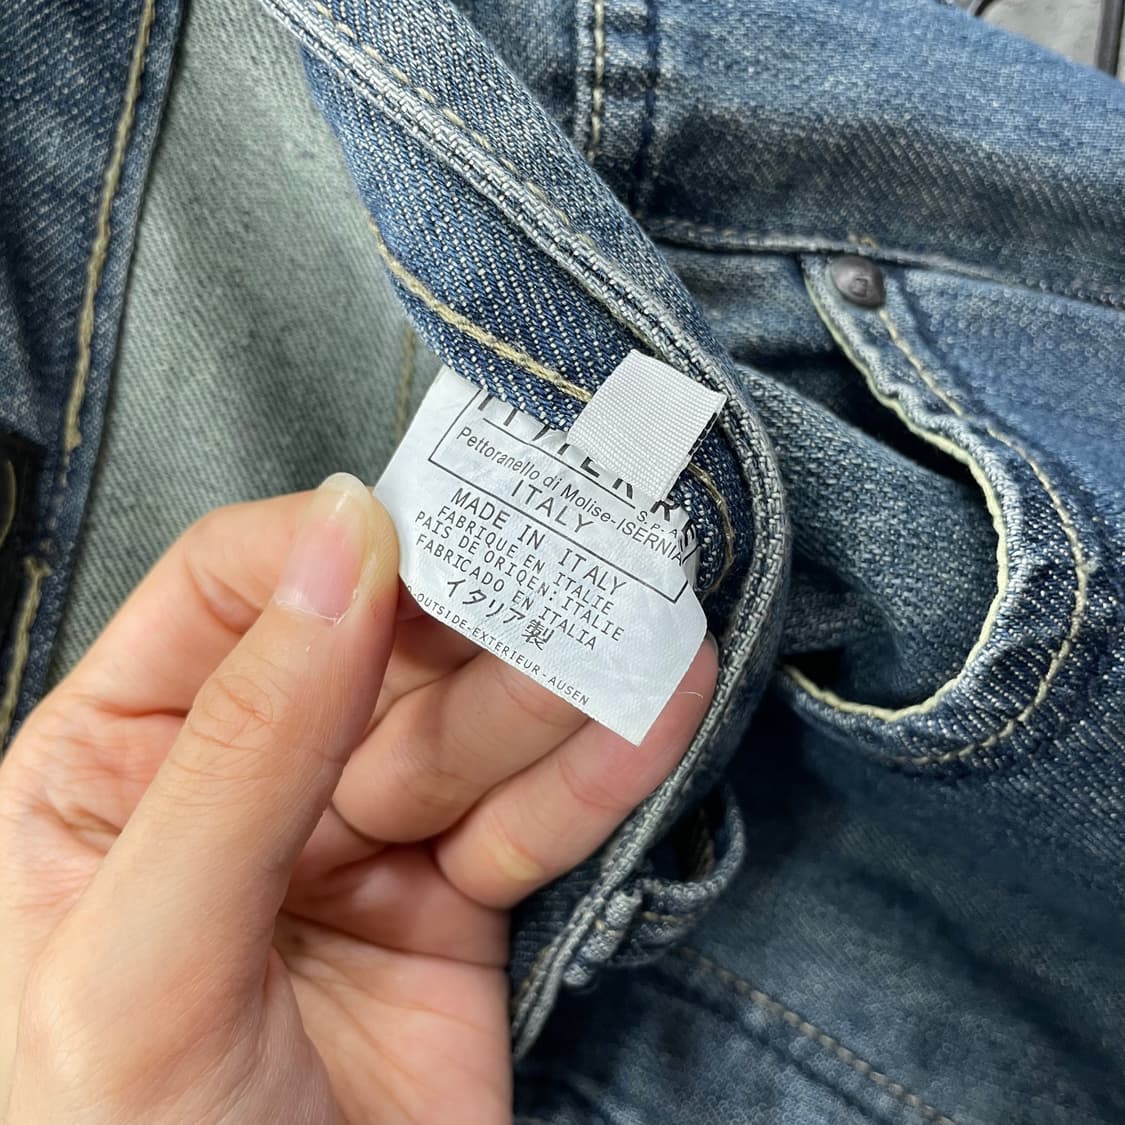 S.P.A.
Pettoranello di Molise-ISERNIA
ITALY
MADE IN ITALY
FABRIQUE EN ITALIE
PAIS DE ORIQEN: ITALIE
FABRICADO EN ITALIA
イタリア製
OUTSIDE-EXTERIEUR-AUSEN